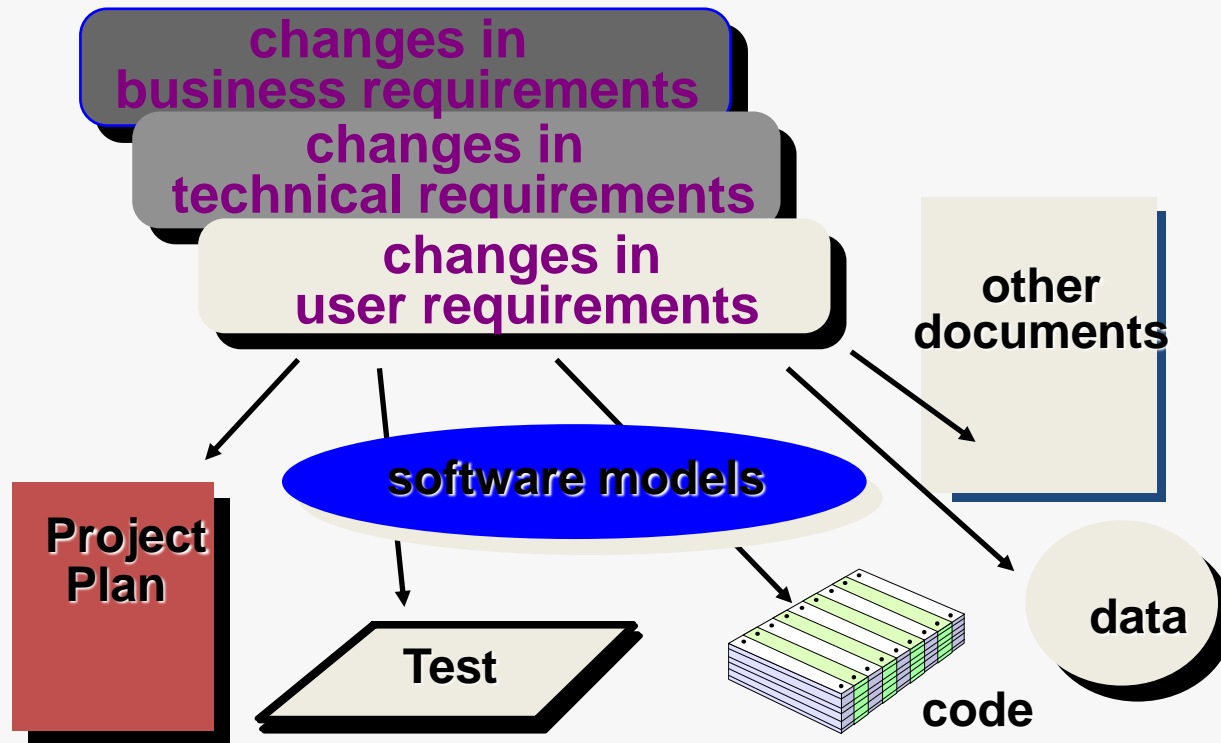 changes in
business requirements
changes in
technical requirements
changes in
user requirements
other
documents
software models
Project
Plan
Test
data
code